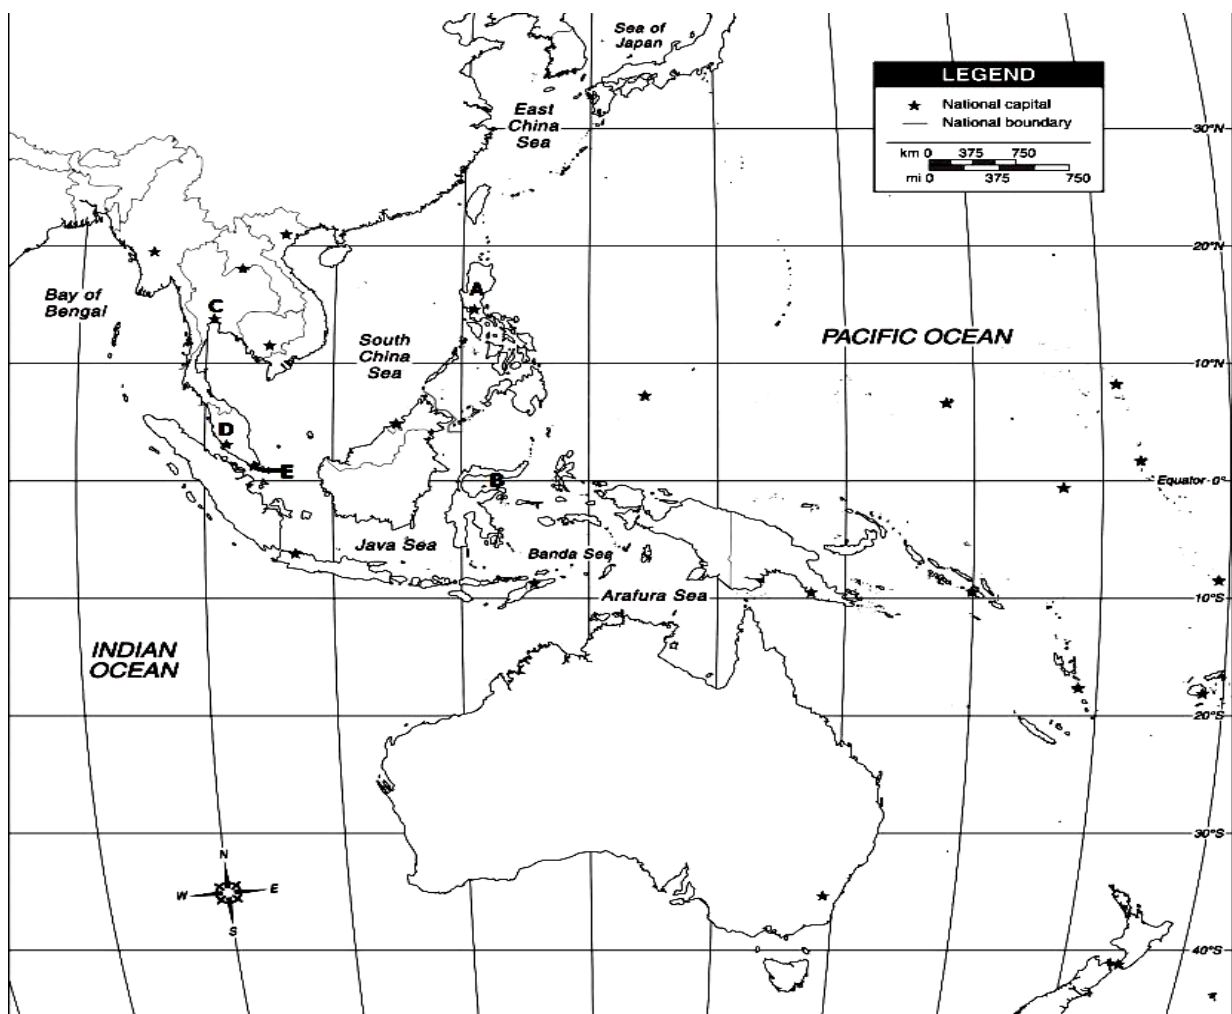 Sea of
Japan
LEGEND
★ National capital
National boundary
km 0 375 750
mi 0 375 750
East
China
Sea
30°N
20°N
Bay of
Bengal
C
A
South
China
Sea
PACIFIC OCEAN
10°N
D
E
B
Equator 0°
Java Sea
Banda Sea
Arafura Sea
10°S
INDIAN
OCEAN
20°S
30°S
N
W
E
S
40°S